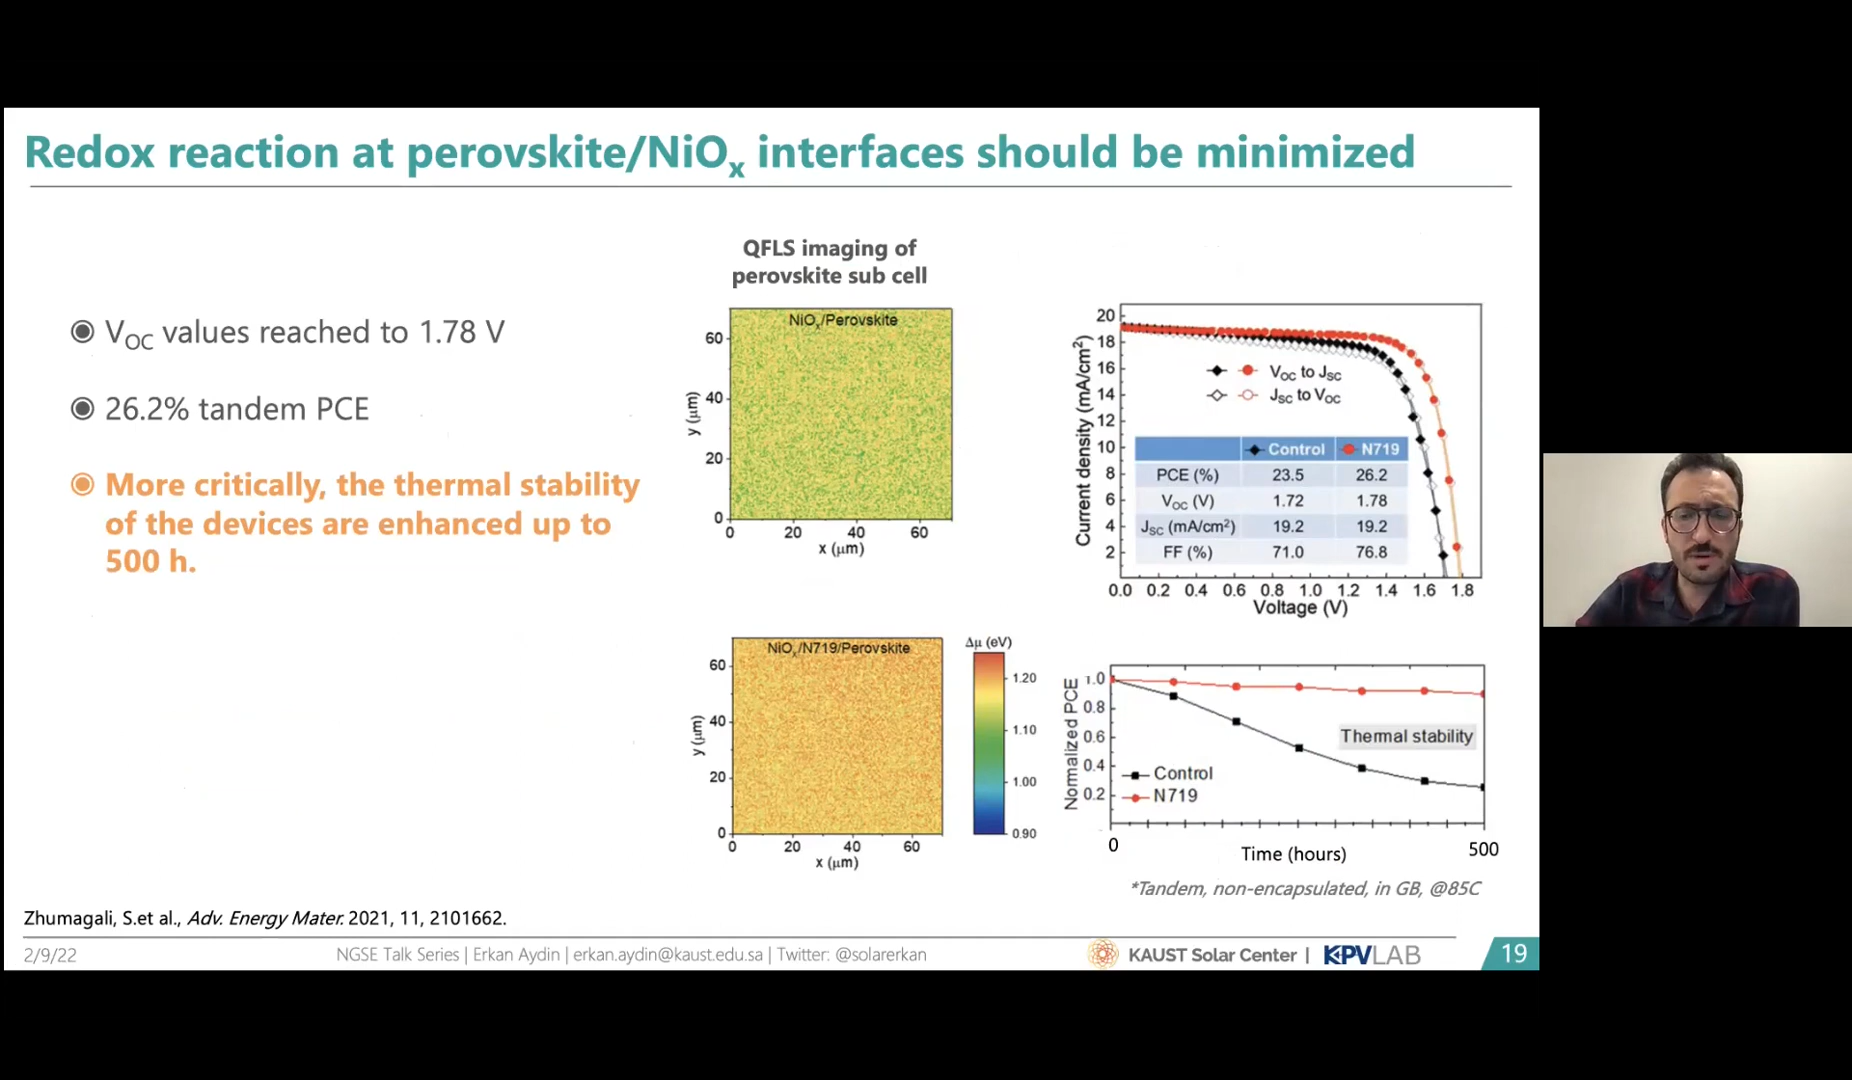 Redox reaction at perovskite/NiOx interfaces should be minimized
VOC values reached to 1.78 V
26.2% tandem PCE
More critically, the thermal stability
of the devices are enhanced up to
500 h.
QFLS imaging of
perovskite sub cell
NiOx/Perovskite
60
40
20
0
y (μm)
0 20 40 60
x (μm)
NiOx/N719/Perovskite
60
40
20
0
y (μm)
0 20 40 60
x (μm)
Δμ (eV)
1.20
1.10
1.00
0.90
20
18
16
14
12
10
8
6
4
2
Current density (mA/cm²)
VOC to JSC
JSC to VOC
Control N719
PCE (%) 23.5 26.2
VOC (V) 1.72 1.78
JSC (mA/cm²) 19.2 19.2
FF (%) 71.0 76.8
0.0 0.2 0.4 0.6 0.8 1.0 1.2 1.4 1.6 1.8
Voltage (V)
1.0
0.8
0.6
0.4
0.2
Normalized PCE
Thermal stability
Control
N719
0 500
Time (hours)
*Tandem, non-encapsulated, in GB, @85C
Zhumagali, S.et al., Adv. Energy Mater. 2021, 11, 2101662.
2/9/22 NGSE Talk Series | Erkan Aydin | erkan.aydin@kaust.edu.sa | Twitter: @solarerkan KAUST Solar Center | KPVLAB 19